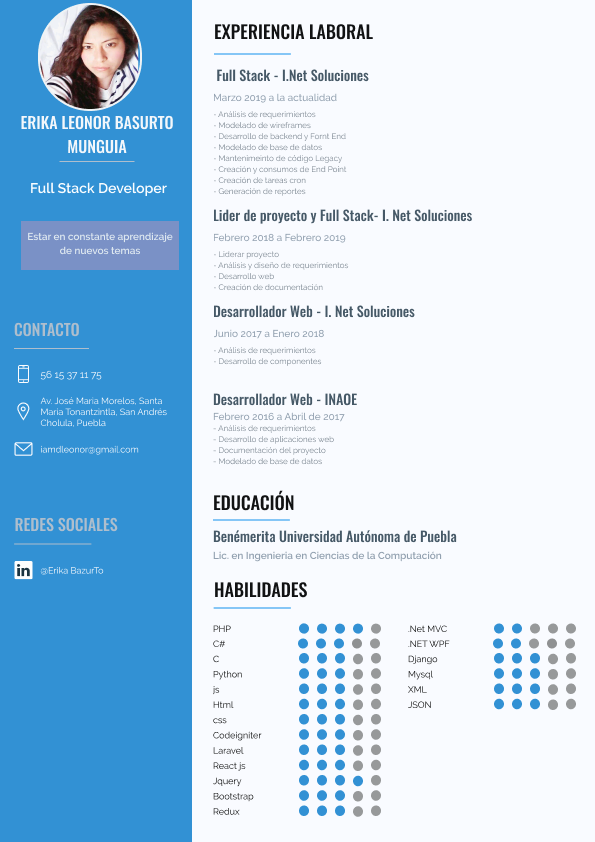 ERIKA LEONOR BASURTO
MUNGUIA
Full Stack Developer
Estar en constante aprendizaje
de nuevos temas
CONTACTO
56 15 37 11 75
Av. José María Morelos, Santa
María Tonantzintla, San Andrés
Cholula, Puebla
iamdleonor@gmail.com
REDES SOCIALES
in
@Erika BazurTo
EXPERIENCIA LABORAL
Full Stack - I.Net Soluciones
Marzo 2019 a la actualidad
- Análisis de requerimientos
- Modelado de wireframes
- Desarrollo de backend y Fornt End
- Modelado de base de datos
- Mantenimeinto de código Legacy
- Creación y consumos de End Point
- Creación de tareas cron
- Generación de reportes
Lider de proyecto y Full Stack- I. Net Soluciones
Febrero 2018 a Febrero 2019
- Liderar proyecto
- Análisis y diseño de requerimientos
- Desarrollo web
- Creación de documentación
Desarrollador Web - I. Net Soluciones
Junio 2017 a Enero 2018
- Análisis de requerimientos
- Desarrollo de componentes
Desarrollador Web - INAOE
Febrero 2016 a Abril de 2017
- Análisis de requerimientos
- Desarrollo de aplicaciones web
- Documentación del proyecto
- Modelado de base de datos
EDUCACIÓN
Benémerita Universidad Autónoma de Puebla
Lic. en Ingenieria en Ciencias de la Computación
HABILIDADES
PHP
C#
C
Python
js
Html
css
Codeigniter
Laravel
React js
Jquery
Bootstrap
Redux
.Net MVC
.NET WPF
Django
Mysql
XML
JSON